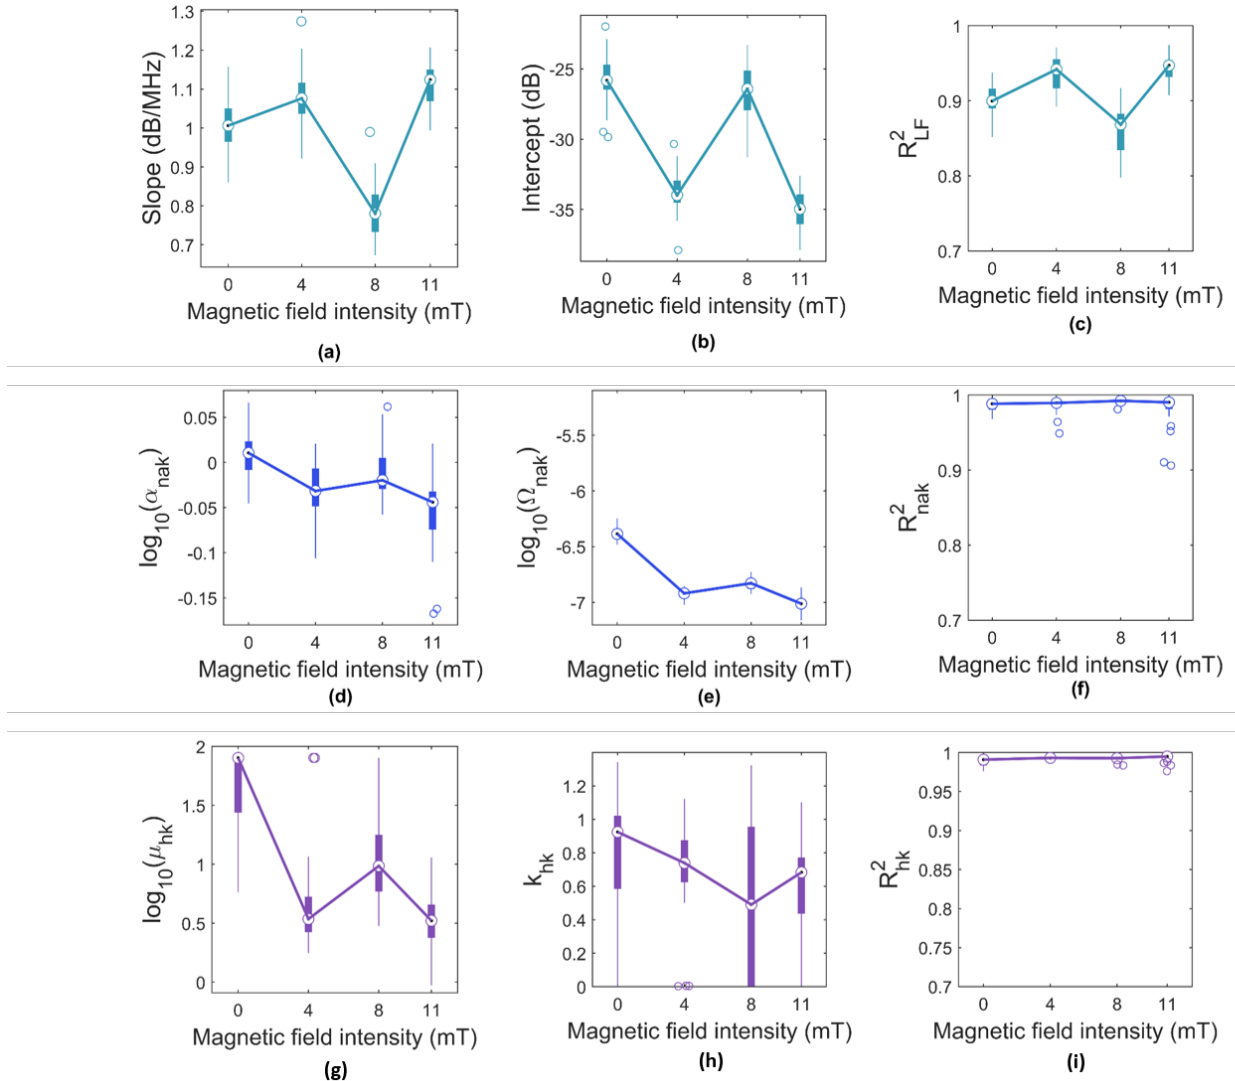 Slope (dB/MHz)
1.3
1.2
1.1
1
0.9
0.8
0.7
0 4 8 11
Magnetic field intensity (mT)
(a)
Intercept (dB)
-25
-30
-35
0 4 8 11
Magnetic field intensity (mT)
(b)
R²LF
1
0.9
0.8
0.7
0 4 8 11
Magnetic field intensity (mT)
(c)
log10(αnak)
0.05
0
-0.05
-0.1
-0.15
0 4 8 11
Magnetic field intensity (mT)
(d)
log10(Ωnak)
-5.5
-6
-6.5
-7
0 4 8 11
Magnetic field intensity (mT)
(e)
R²nak
1
0.9
0.8
0.7
0 4 8 11
Magnetic field intensity (mT)
(f)
log10(μhk)
2
1.5
1
0.5
0
0 4 8 11
Magnetic field intensity (mT)
(g)
khk
1.2
1
0.8
0.6
0.4
0.2
0
0 4 8 11
Magnetic field intensity (mT)
(h)
R²hk
1
0.95
0.9
0.85
0.8
0.75
0.7
0 4 8 11
Magnetic field intensity (mT)
(i)